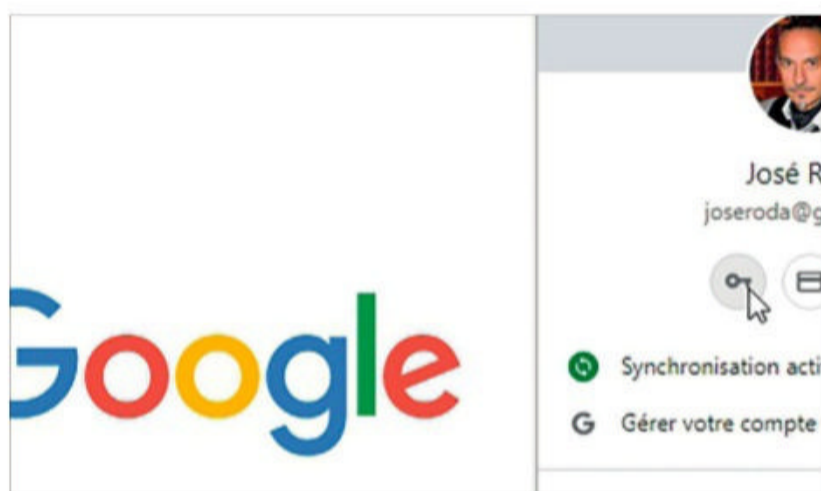 Google
José R
joseroda@g
Synchronisation acti
Gérer votre compte